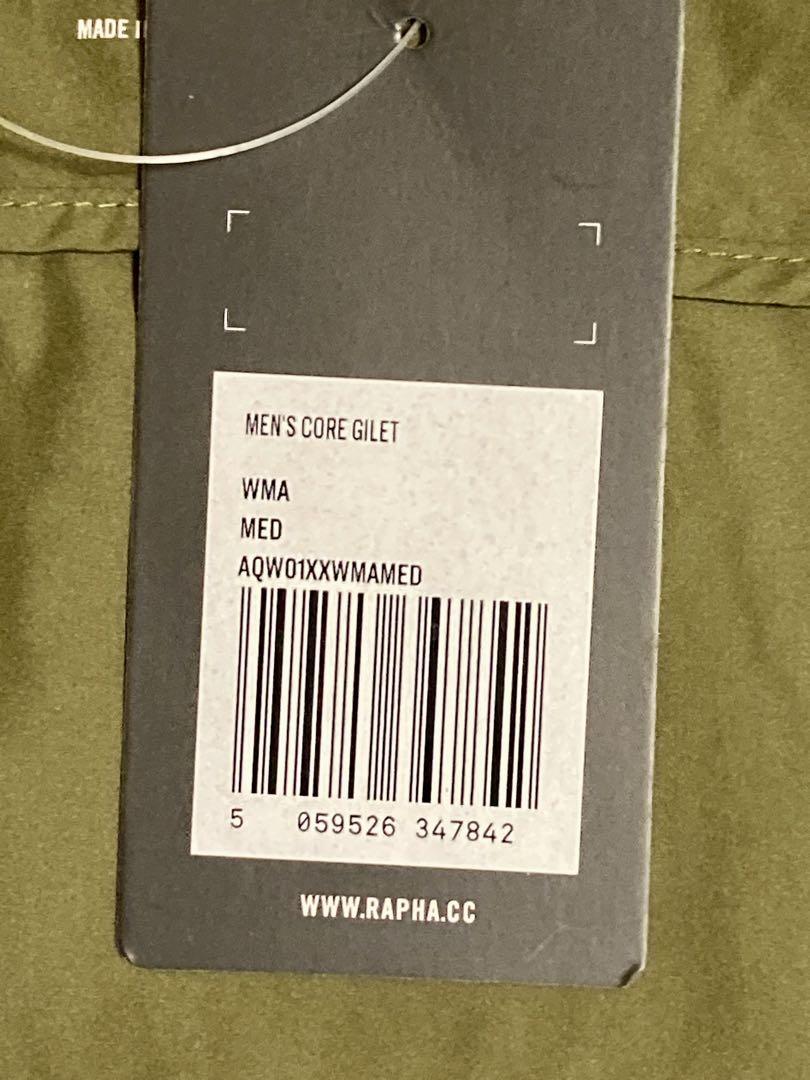 MADE
MEN'S CORE GILET
WMA
MED
AQW01XXWMAMED
5 059526 347842
WWW.RAPHA.CC